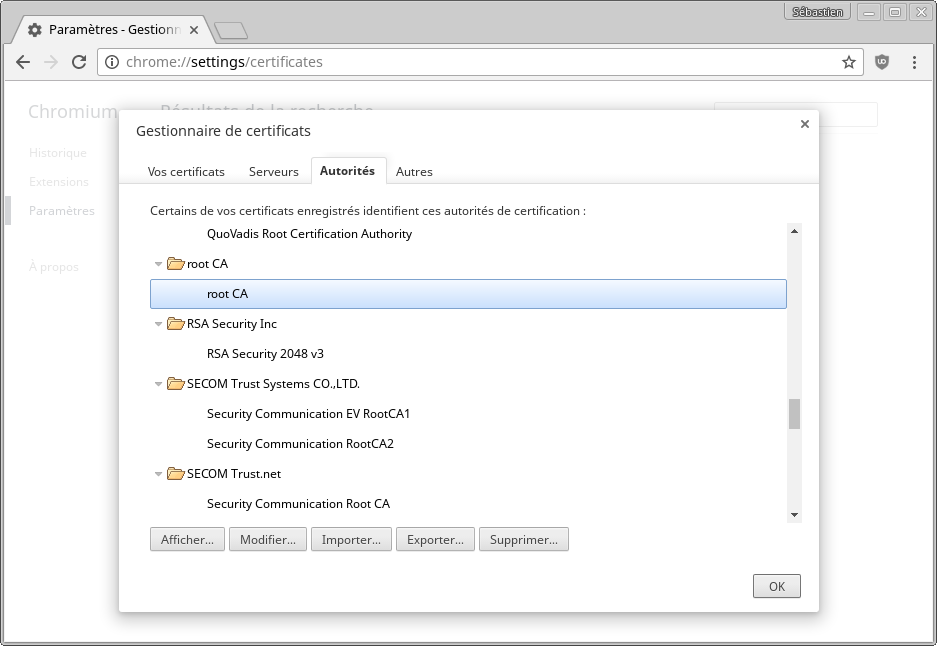 Sébastien
Paramètres - Gestionn
chrome://settings/certificates
Chromium
Résultats de la recherche
Historique
Extensions
Paramètres
À propos
Gestionnaire de certificats
Vos certificats Serveurs Autorités Autres
Certains de vos certificats enregistrés identifient ces autorités de certification :
QuoVadis Root Certification Authority
root CA
root CA
RSA Security Inc
RSA Security 2048 v3
SECOM Trust Systems CO.,LTD.
Security Communication EV RootCA1
Security Communication RootCA2
SECOM Trust.net
Security Communication Root CA
Afficher... Modifier... Importer... Exporter... Supprimer...
OK